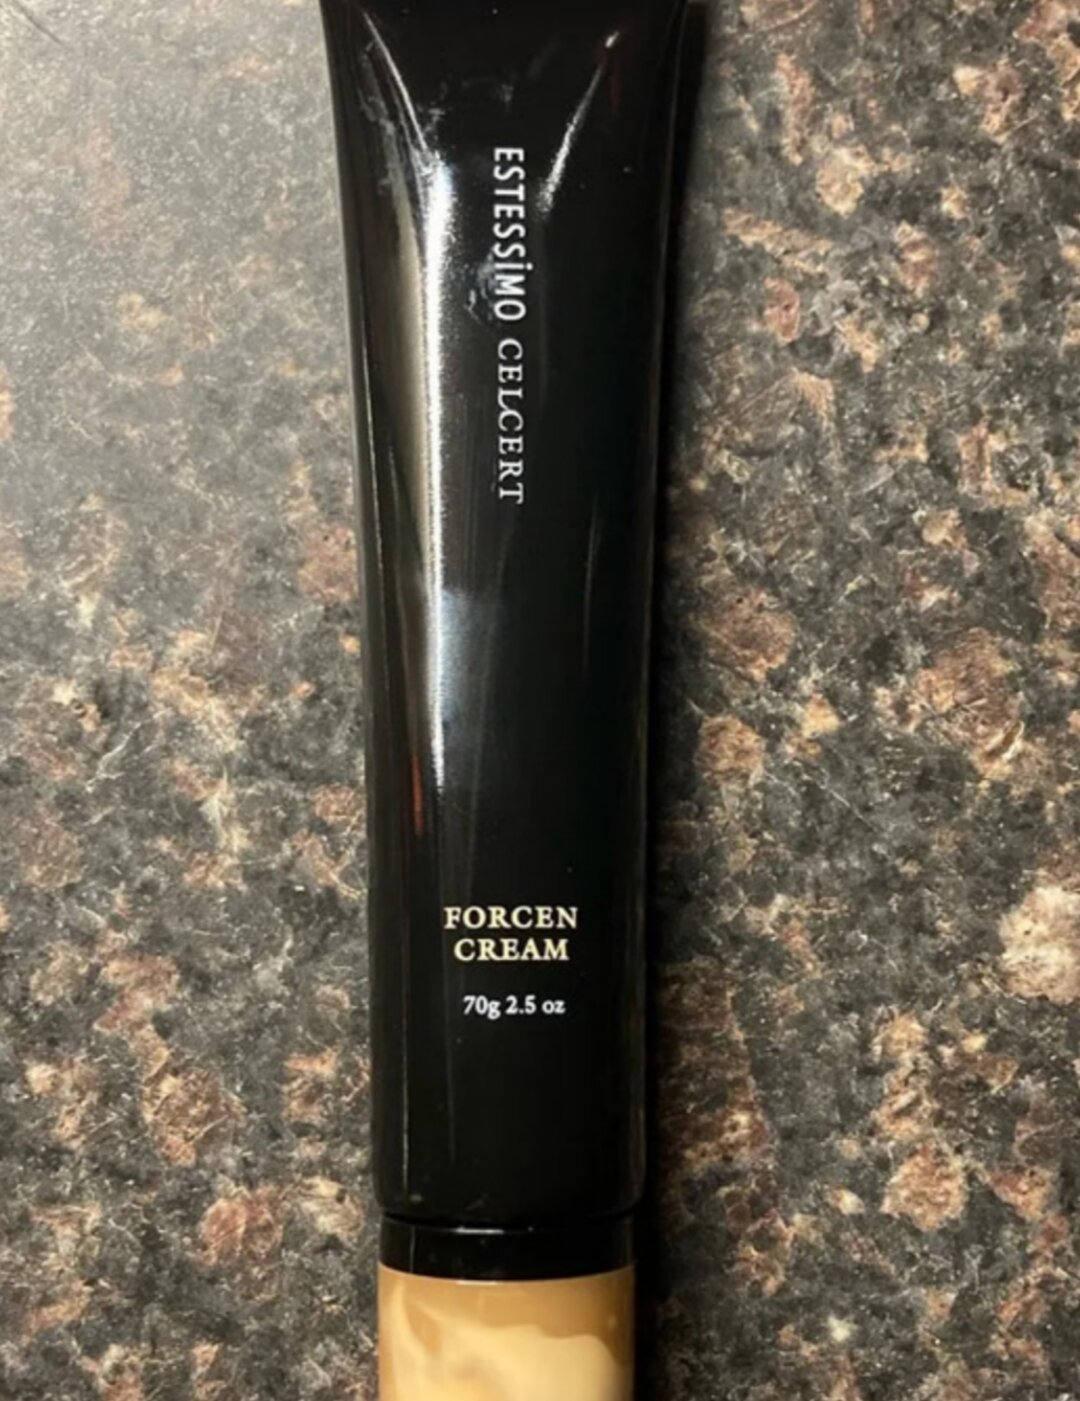 ESTESSiMO CELCERT
FORCEN
CREAM
70g 2.5 oz